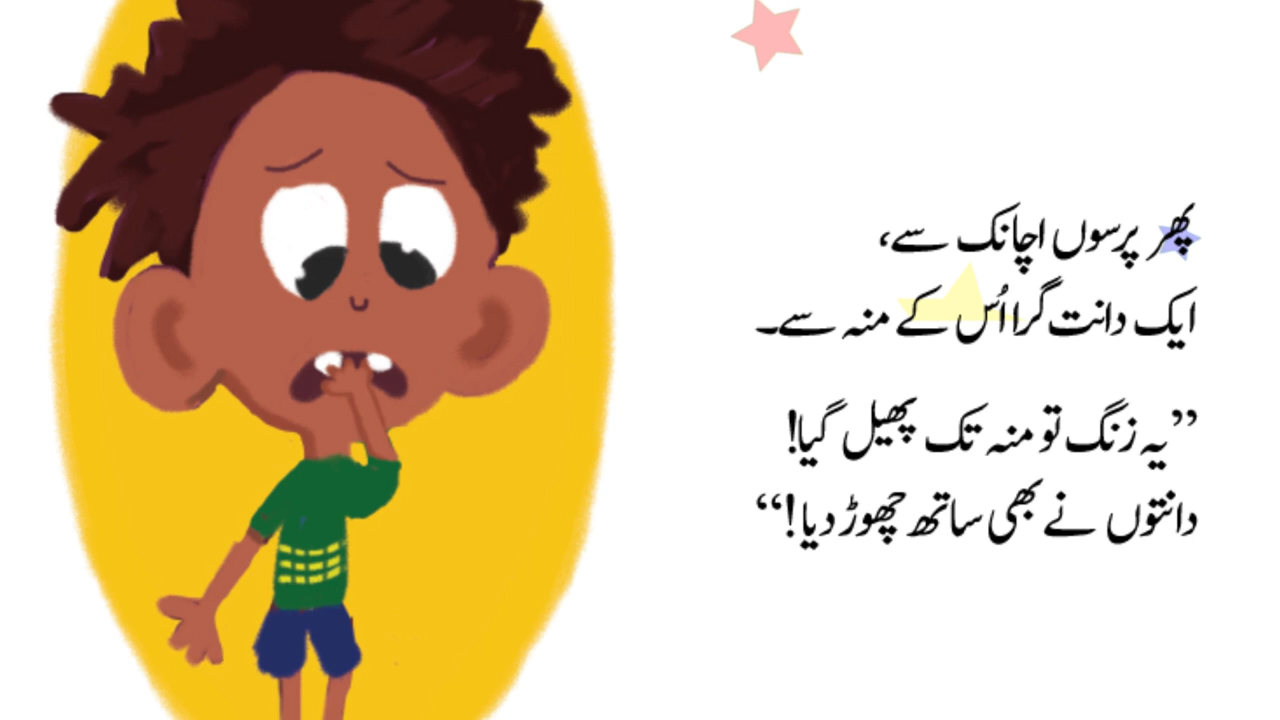 پھر پرسوں اچانک سے،
ایک دانت گرا اُس کے منہ سے۔
”یہ زنگ تو منہ تک پھیل گیا!
دانتوں نے بھی ساتھ چھوڑ دیا!“